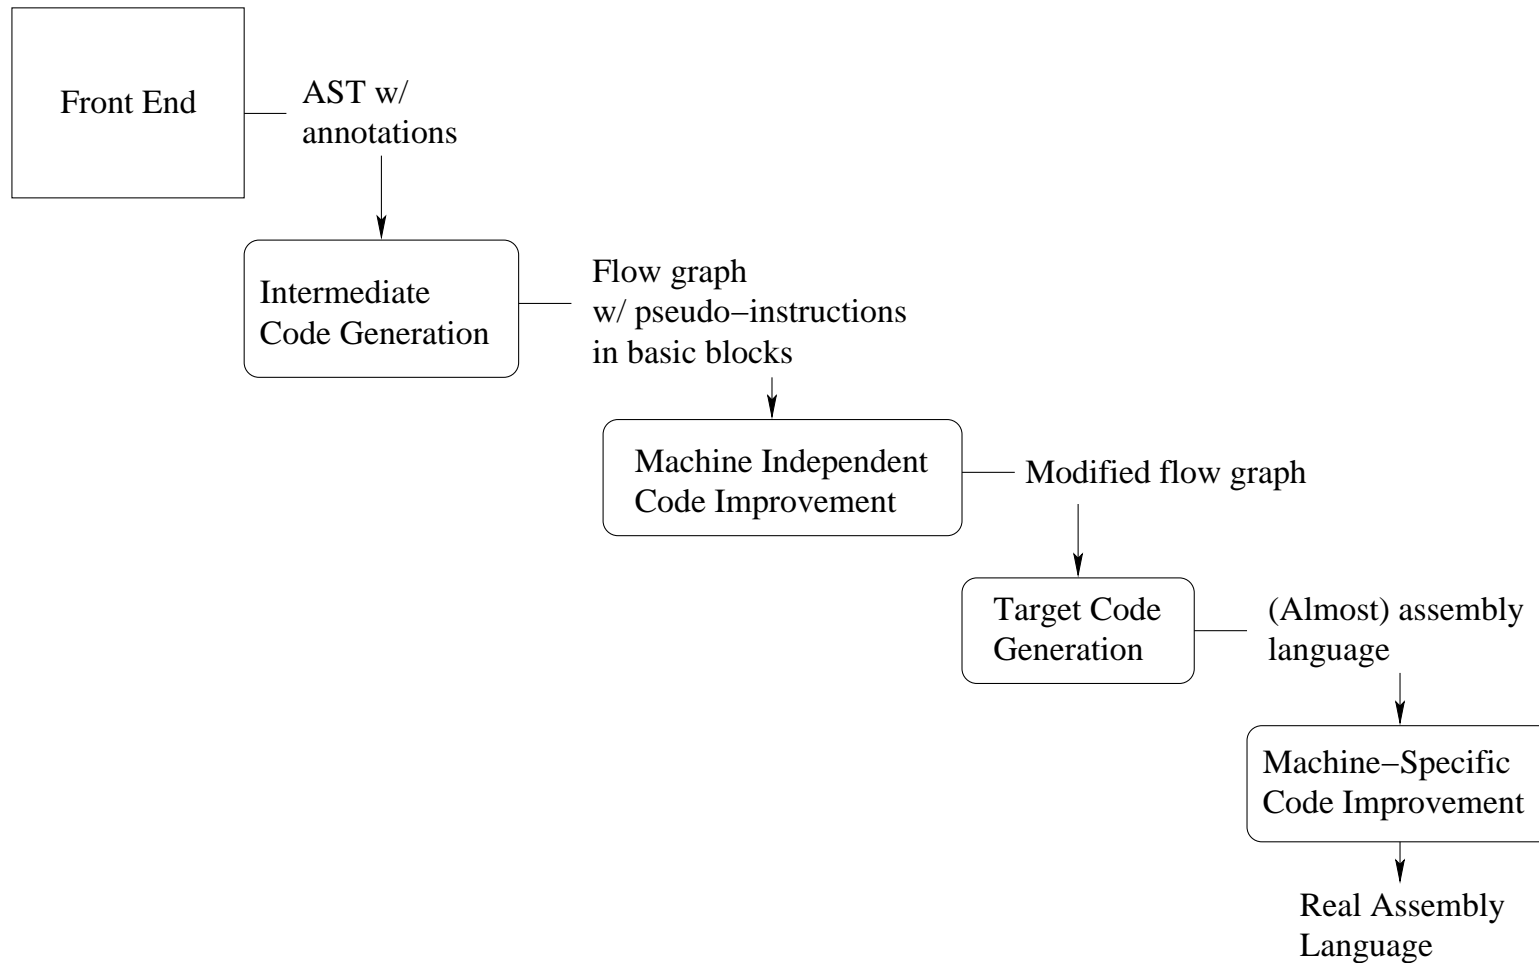 Front End
AST w/
annotations
Intermediate
Code Generation
Flow graph
w/ pseudo−instructions
in basic blocks
Machine Independent
Code Improvement
Modified flow graph
Target Code
Generation
(Almost) assembly
language
Machine−Specific
Code Improvement
Real Assembly
Language